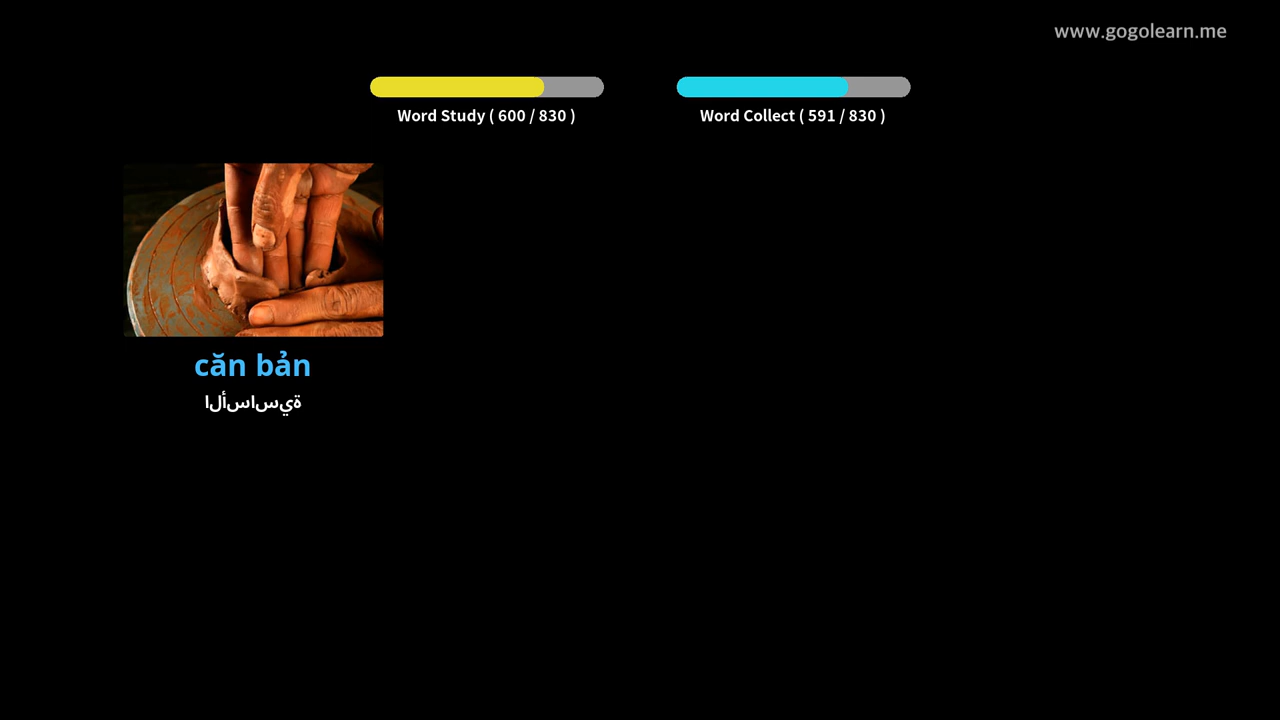 www.gogolearn.me
Word Study ( 600 / 830 )
Word Collect ( 591 / 830 )
căn bản
الأساسية